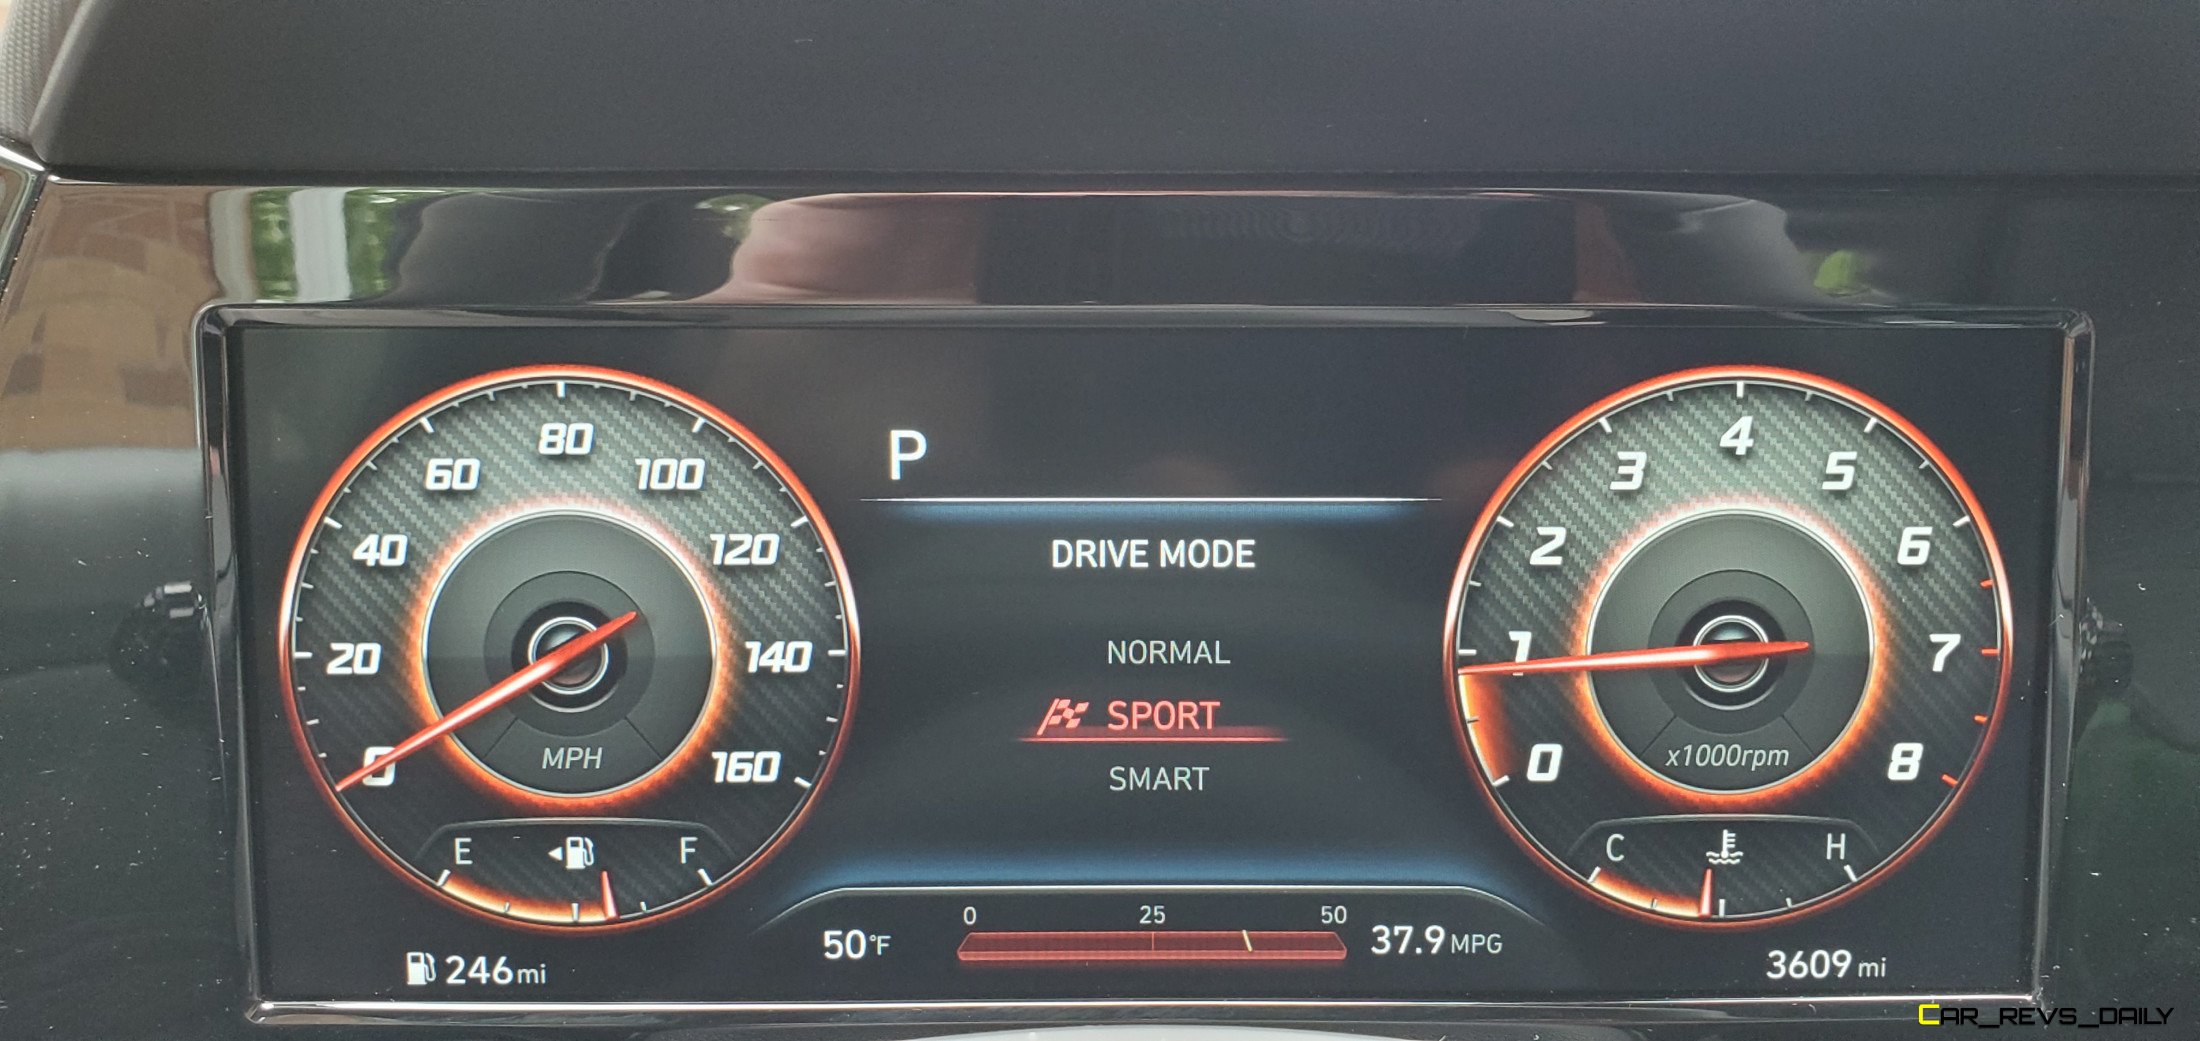 P
DRIVE MODE
NORMAL
SPORT
SMART
0
20
40
60
80
100
120
140
160
MPH
E
F
246 mi
50°F
0 25 50
37.9 MPG
0
1
2
3
4
5
6
7
8
x1000rpm
C
H
3609 mi
CAR_REVS_DAILY